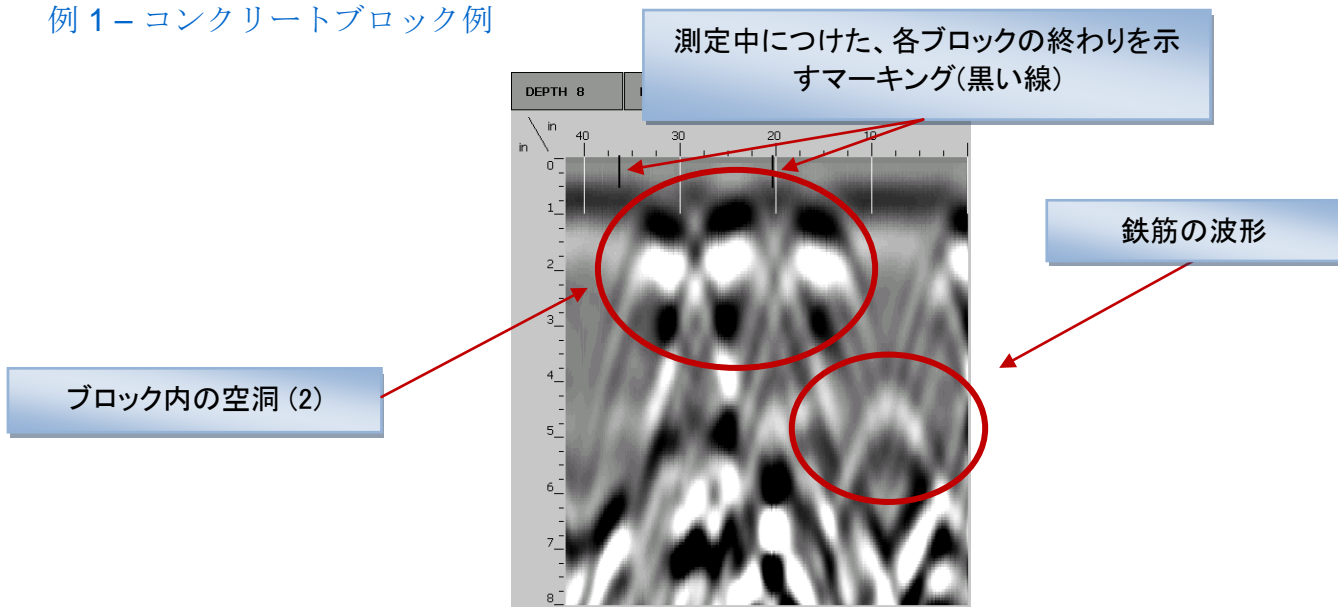 例 1 – コンクリートブロック例
測定中につけた、各ブロックの終わりを示
すマーキング(黒い線)
DEPTH 8
in
in
40
30
20
10
0
1
2
3
4
5
6
7
8
鉄筋の波形
ブロック内の空洞 (2)